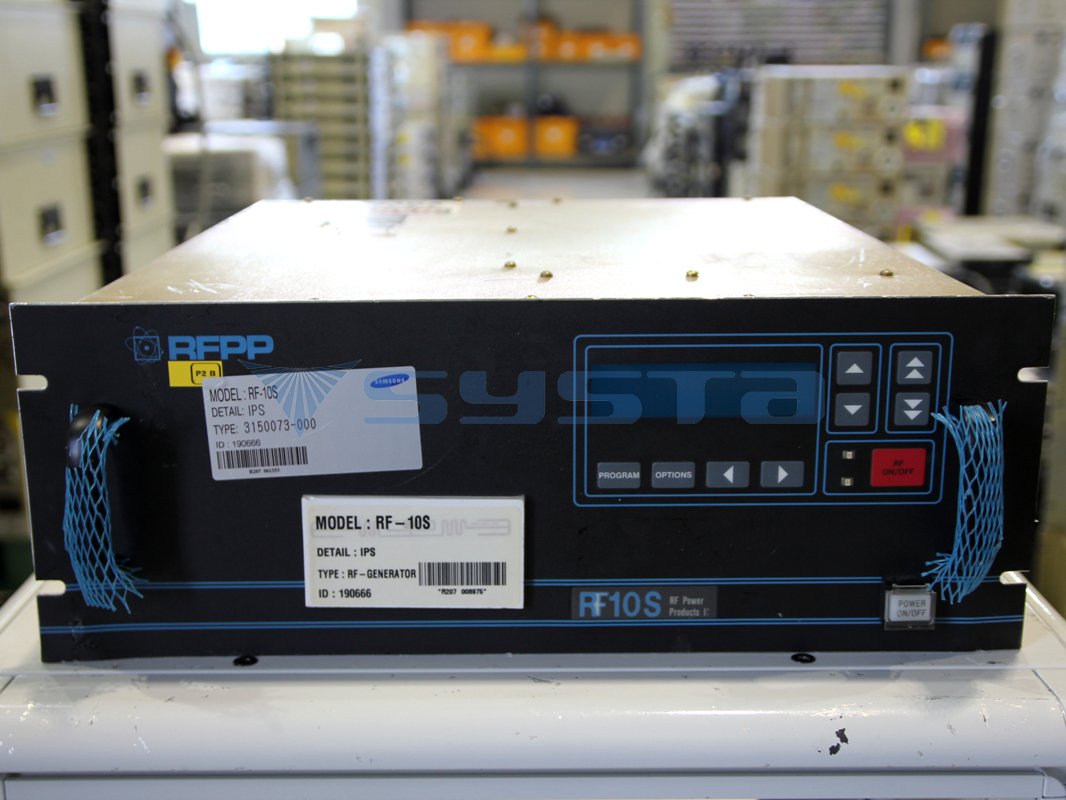 RFPP
P2 B
MODEL : RF-10S
SAMSUNG
DETAIL: IPS
TYPE: 3150073-000
ID : 190666
R207 001353
systa
PROGRAM
OPTIONS
RF
ON/OFF
MODEL : RF-10S
DETAIL : IPS
TYPE : RF-GENERATOR
ID : 190666
"R207 008975"
RF10S
RF Power
Products I
POWER
ON/OFF